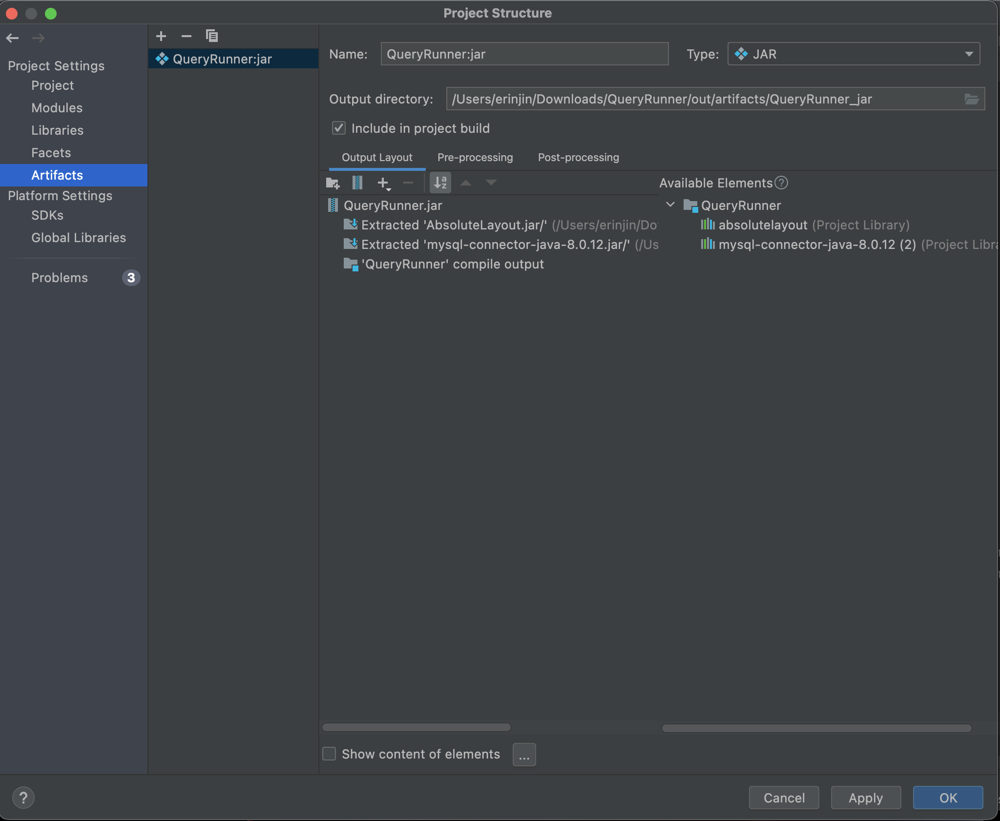 Project Structure
Project Settings
Project
Modules
Libraries
Facets
Artifacts
Platform Settings
SDKs
Global Libraries
Problems 3
QueryRunner:jar
Name: QueryRunner:jar Type: JAR
Output directory: /Users/erinjin/Downloads/QueryRunner/out/artifacts/QueryRunner_jar
Include in project build
Output Layout Pre-processing Post-processing
Available Elements
QueryRunner.jar
Extracted 'AbsoluteLayout.jar/' (/Users/erinjin/Do
Extracted 'mysql-connector-java-8.0.12.jar/' (/Us
'QueryRunner' compile output
QueryRunner
absolutelayout (Project Library)
mysql-connector-java-8.0.12 (2) (Project Libra
Show content of elements ...
? Cancel Apply OK